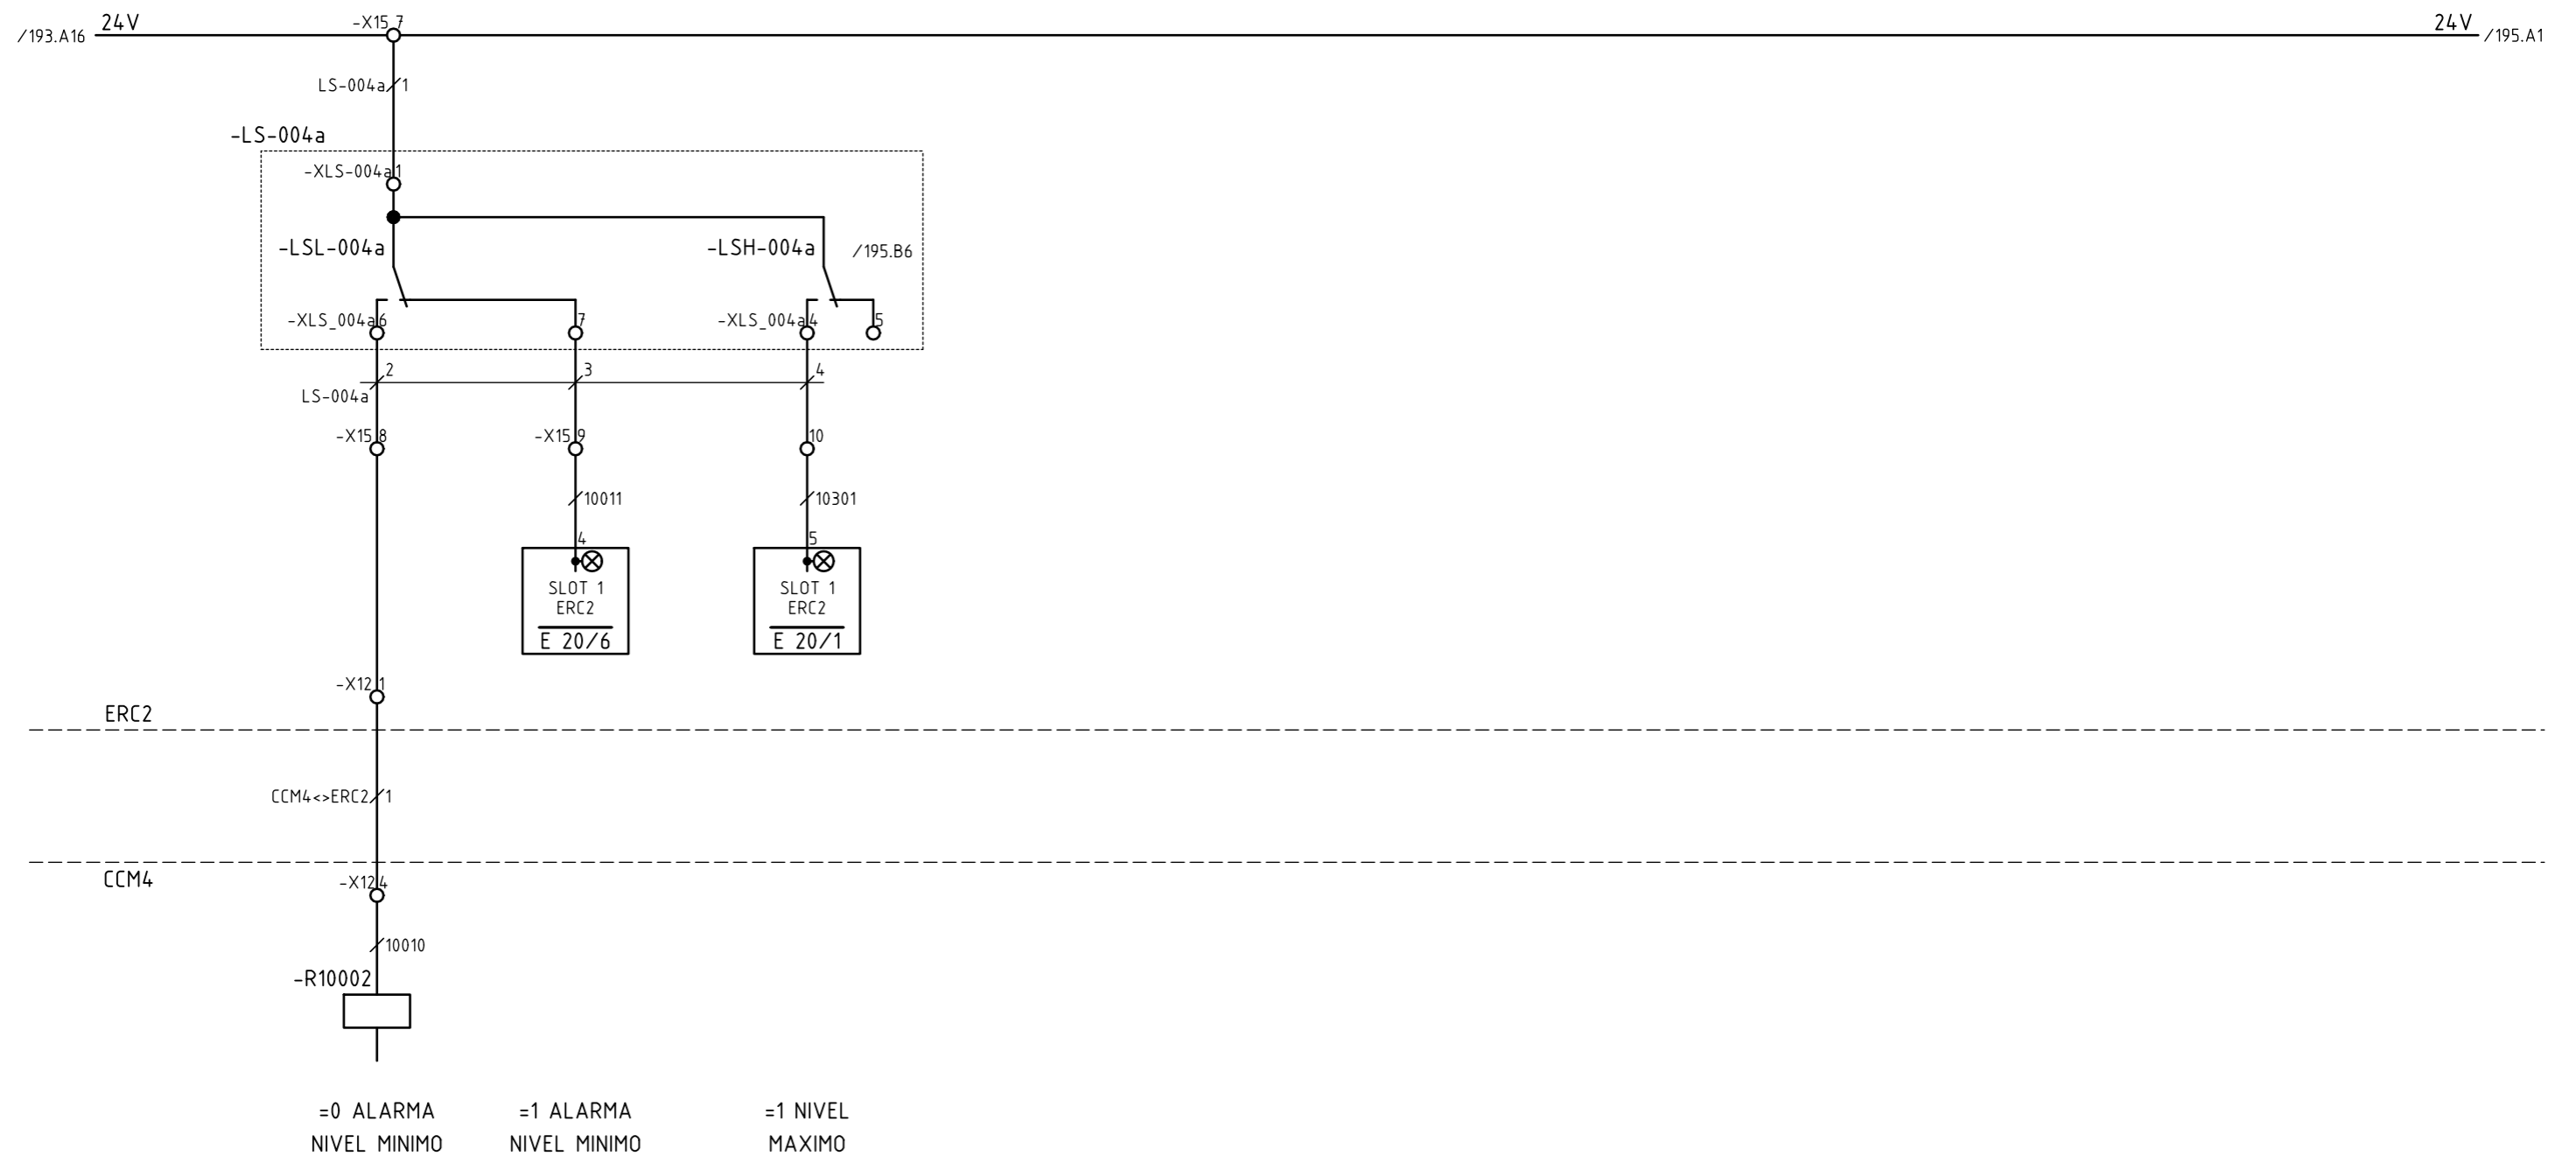 /193.A16 24V -X15 7 24V /195.A1
LS-004a 1
-LS-004a
-XLS-004a 1
-LSL-004a -LSH-004a /195.B6
-XLS_004a 6 7 -XLS_004a 4 5
2 3 4
LS-004a
-X15 8 -X15 9 10
10011 10301
4 5
SLOT 1 SLOT 1
ERC2 ERC2
E 20/6 E 20/1
-X12 1
ERC2
CCM4<>ERC2 1
CCM4
-X12 4
10010
-R10002
=0 ALARMA =1 ALARMA =1 NIVEL
NIVEL MINIMO NIVEL MINIMO MAXIMO